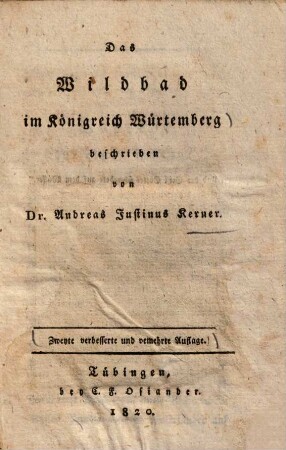 Das
Wildbad
im Königreich Würtemberg
beschrieben
von
Dr. Andreas Justinus Kerner.
Zweyte verbesserte und vermehrte Auflage.
Tübingen,
bey C. F. Osiander.
1820.